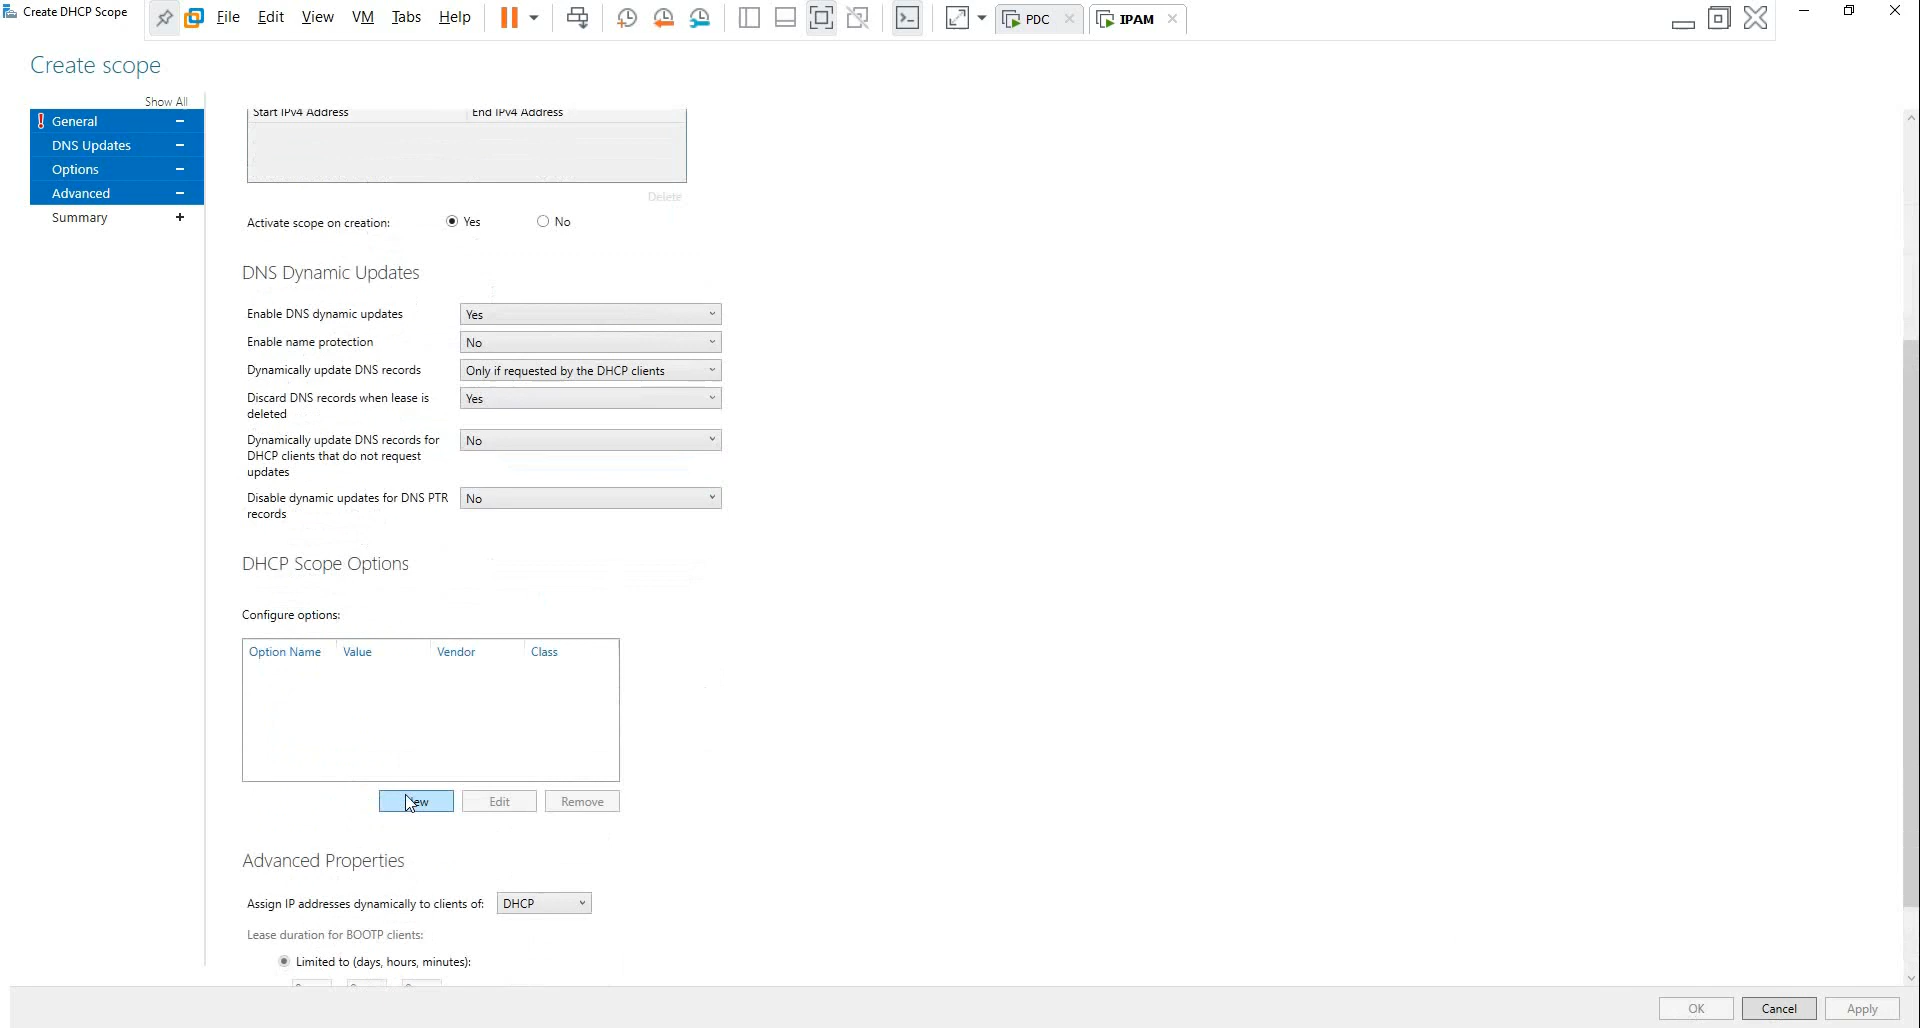 Create DHCP Scope
File Edit View VM Tabs Help
PDC
IPAM
Create scope
Show All
General
DNS Updates
Options
Advanced
Summary
Start IPv4 Address End IPv4 Address
Delete
Activate scope on creation: Yes No
DNS Dynamic Updates
Enable DNS dynamic updates Yes
Enable name protection No
Dynamically update DNS records Only if requested by the DHCP clients
Discard DNS records when lease is Yes
deleted
Dynamically update DNS records for No
DHCP clients that do not request
updates
Disable dynamic updates for DNS PTR No
records
DHCP Scope Options
Configure options:
Option Name Value Vendor Class
Edit Remove
Advanced Properties
Assign IP addresses dynamically to clients of: DHCP
Lease duration for BOOTP clients:
Limited to (days, hours, minutes):
OK Cancel Apply